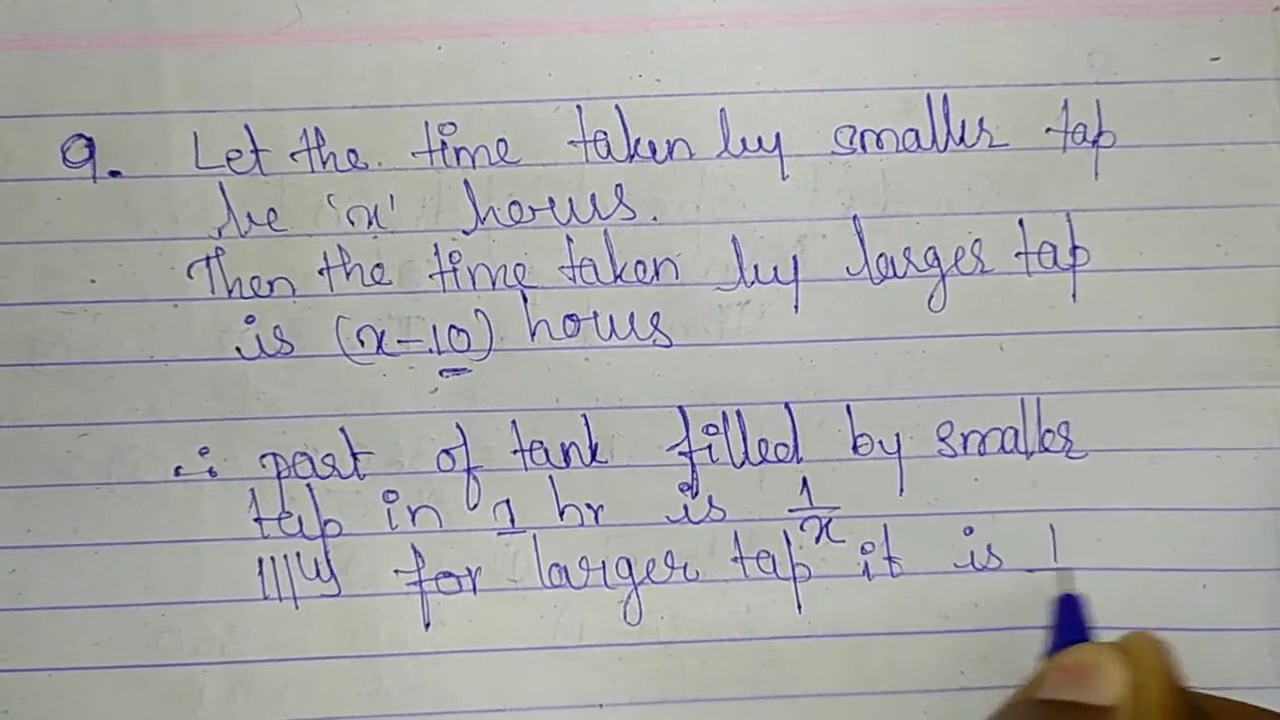 9. Let the time taken by smaller tap
be 'x' hours.
Then the time taken by larger tap
is (x-10) hours
∴ part of tank filled by smaller
tap in 1 hr is 1/x
|||ly for larger tap it is 1